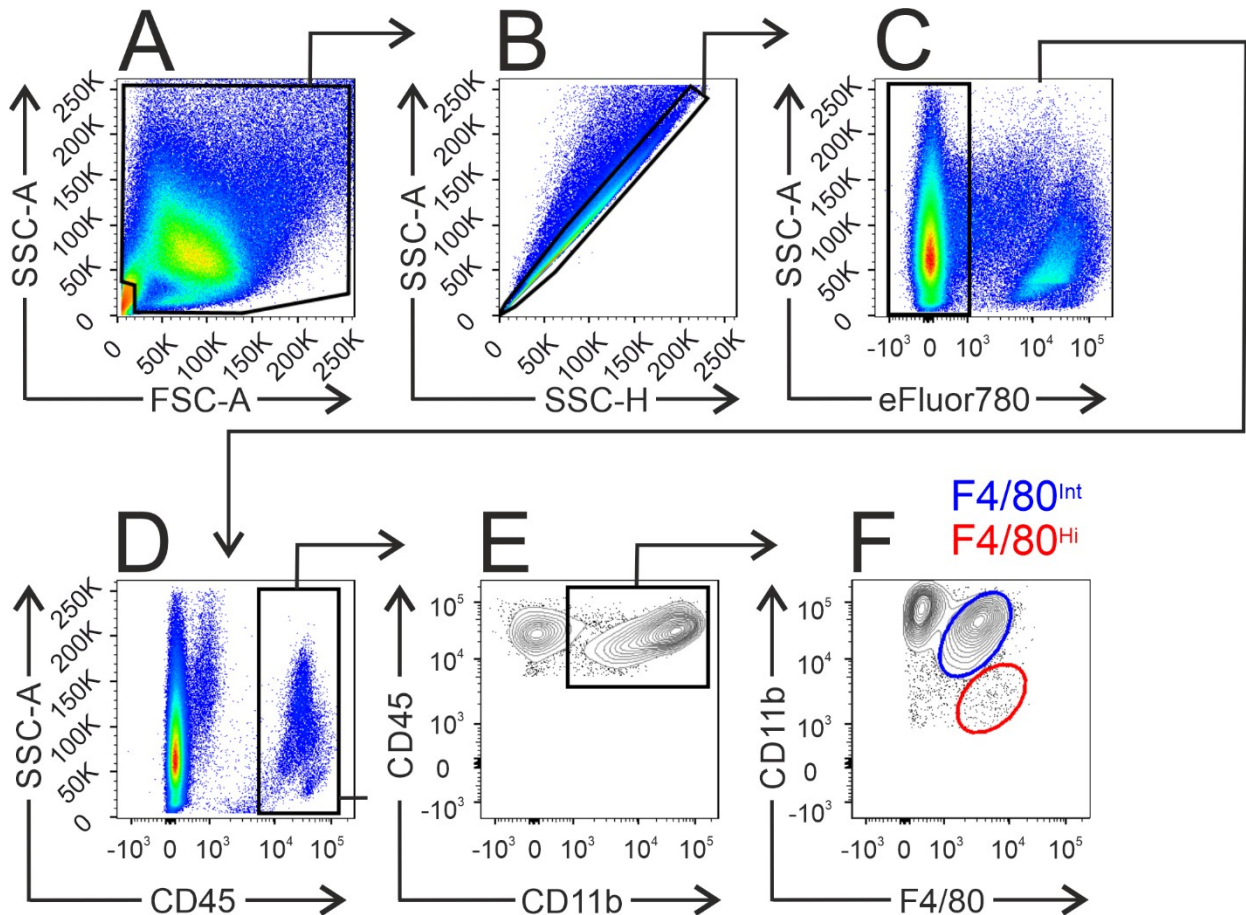 A
B
C
SSC-A
250K
200K
150K
100K
50K
0
0
50K
100K
150K
200K
250K
FSC-A
SSC-A
250K
200K
150K
100K
50K
0
0
50K
100K
150K
200K
250K
SSC-H
SSC-A
250K
200K
150K
100K
50K
0
-10³ 0 10³ 10⁴ 10⁵
eFluor780
F4/80Int
F4/80Hi
D
E
F
SSC-A
250K
200K
150K
100K
50K
0
-10³ 0 10³ 10⁴ 10⁵
CD45
CD45
10⁵
10⁴
10³
0
-10³
-10³ 0 10³ 10⁴ 10⁵
CD11b
CD11b
10⁵
10⁴
10³
0
-10³
0 10³ 10⁴ 10⁵
F4/80